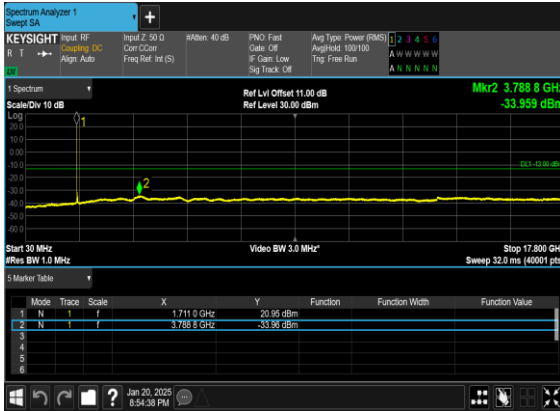 Spectrum Analyzer 1
Swept SA
+
KEYSIGHT
R T
LXI
Input: RF
Coupling: DC
Align: Auto
Input Z: 50 Ω
Corr CCorr
Freq Ref: Int (S)
#Atten: 40 dB
PNO: Fast
Gate: Off
IF Gain: Low
Sig Track: Off
Avg Type: Power (RMS)
Avg|Hold: 100/100
Trig: Free Run
1 2 3 4 5 6
A W W W W W
A N N N N N
1 Spectrum
Scale/Div 10 dB
Ref Lvl Offset 11.00 dB
Ref Level 30.00 dBm
Mkr2 3.788 8 GHz
-33.959 dBm
Log
20.0
10.0
0.00
-10.0
-20.0
-30.0
-40.0
-50.0
-60.0
1
2
DL1 -13.00 dBm
Start 30 MHz
#Res BW 1.0 MHz
Video BW 3.0 MHz*
Stop 17.800 GH
Sweep 32.0 ms (40001 pts
5 Marker Table
Mode Trace Scale X Y Function Function Width Function Value
1 N 1 f 1.711 0 GHz 20.95 dBm
2 N 1 f 3.788 8 GHz -33.96 dBm
3
4
5
6
?
Jan 20, 2025
8:54:38 PM